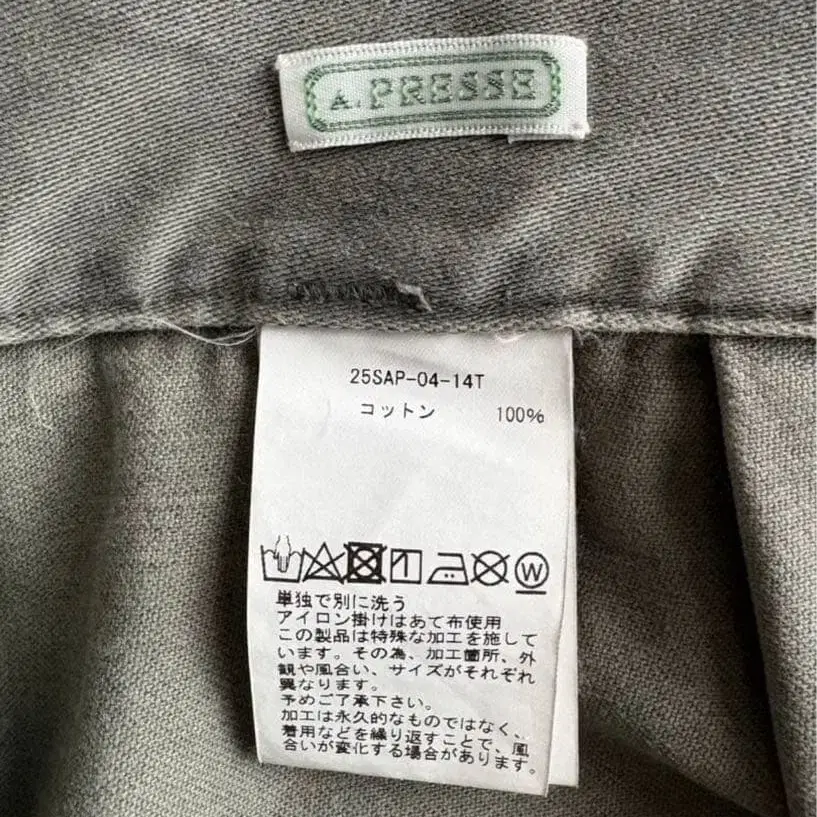 A. PRESSE
25SAP-04-14T
コットン 100%
W
単独で別に洗う
アイロン掛けはあて布使用
この製品は特殊な加工を施して
います。その為、加工箇所、外
観や風合い、サイズがそれぞれ
異なります。
予めご了承下さい。
加工は永久的なものではなく、
着用などを繰り返すことで、風
合いが変化する場合があります。